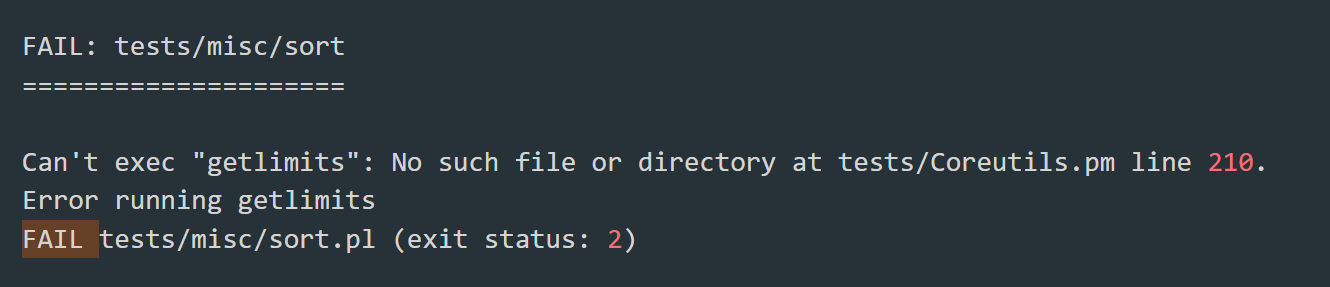 FAIL: tests/misc/sort
=====================
Can't exec "getlimits": No such file or directory at tests/Coreutils.pm line 210.
Error running getlimits
FAIL tests/misc/sort.pl (exit status: 2)